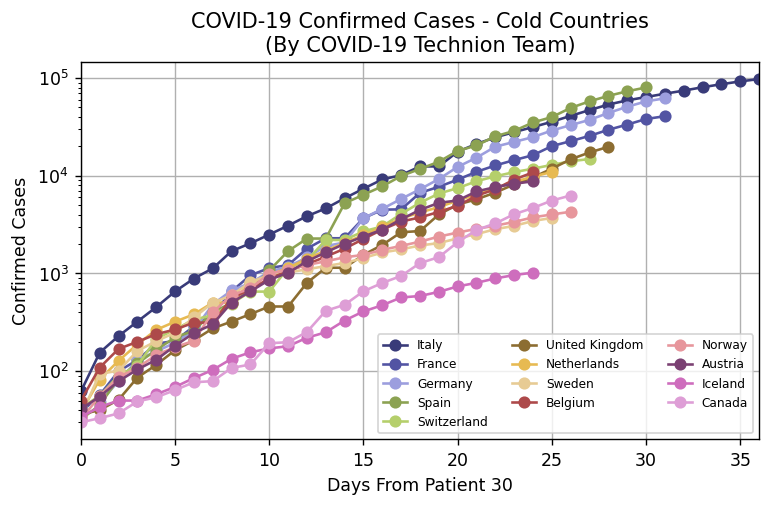 COVID-19 Confirmed Cases - Cold Countries
(By COVID-19 Technion Team)
Confirmed Cases
10^5
10^4
10^3
10^2
0 5 10 15 20 25 30 35
Days From Patient 30
Italy
France
Germany
Spain
Switzerland
United Kingdom
Netherlands
Sweden
Belgium
Norway
Austria
Iceland
Canada